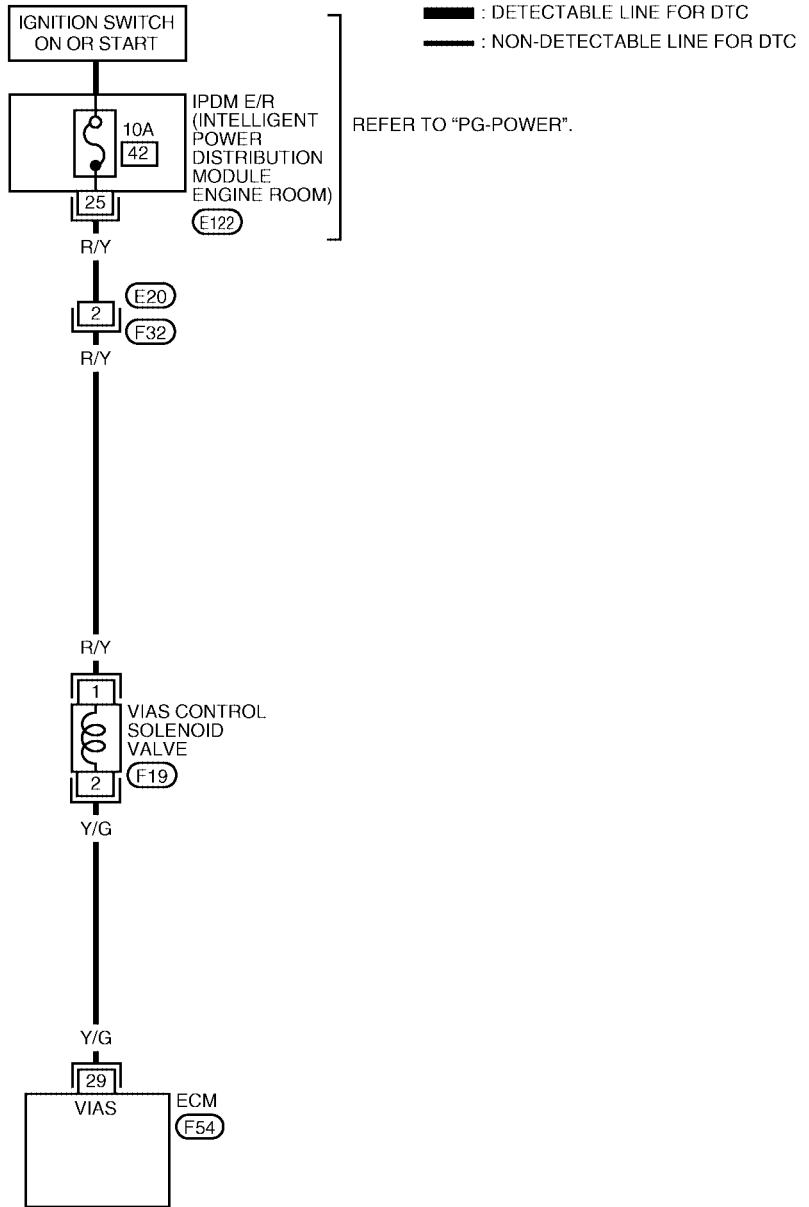 IGNITION SWITCH
ON OR START
: DETECTABLE LINE FOR DTC
: NON-DETECTABLE LINE FOR DTC
IPDM E/R
(INTELLIGENT
POWER
DISTRIBUTION
MODULE
ENGINE ROOM)
E122
10A
42
REFER TO “PG-POWER”.
25
R/Y
E20
2
F32
R/Y
R/Y
1
VIAS CONTROL
SOLENOID
VALVE
F19
2
Y/G
Y/G
29
VIAS
ECM
F54